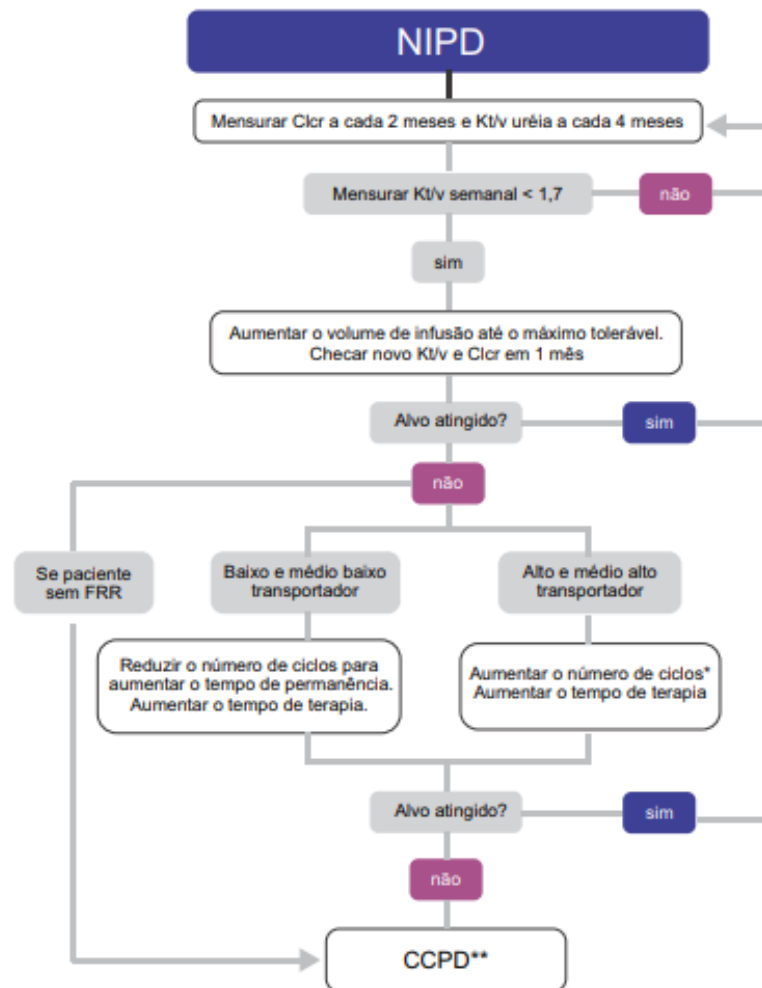 NIPD
Mensurar Clcr a cada 2 meses e Kt/v uréia a cada 4 meses
Mensurar Kt/v semanal < 1,7
não
sim
Aumentar o volume de infusão até o máximo tolerável.
Checar novo Kt/v e Clcr em 1 mês
Alvo atingido?
sim
não
Se paciente
sem FRR
Baixo e médio baixo
transportador
Alto e médio alto
transportador
Reduzir o número de ciclos para
aumentar o tempo de permanência.
Aumentar o tempo de terapia.
Aumentar o número de ciclos*
Aumentar o tempo de terapia
Alvo atingido?
sim
não
CCPD**